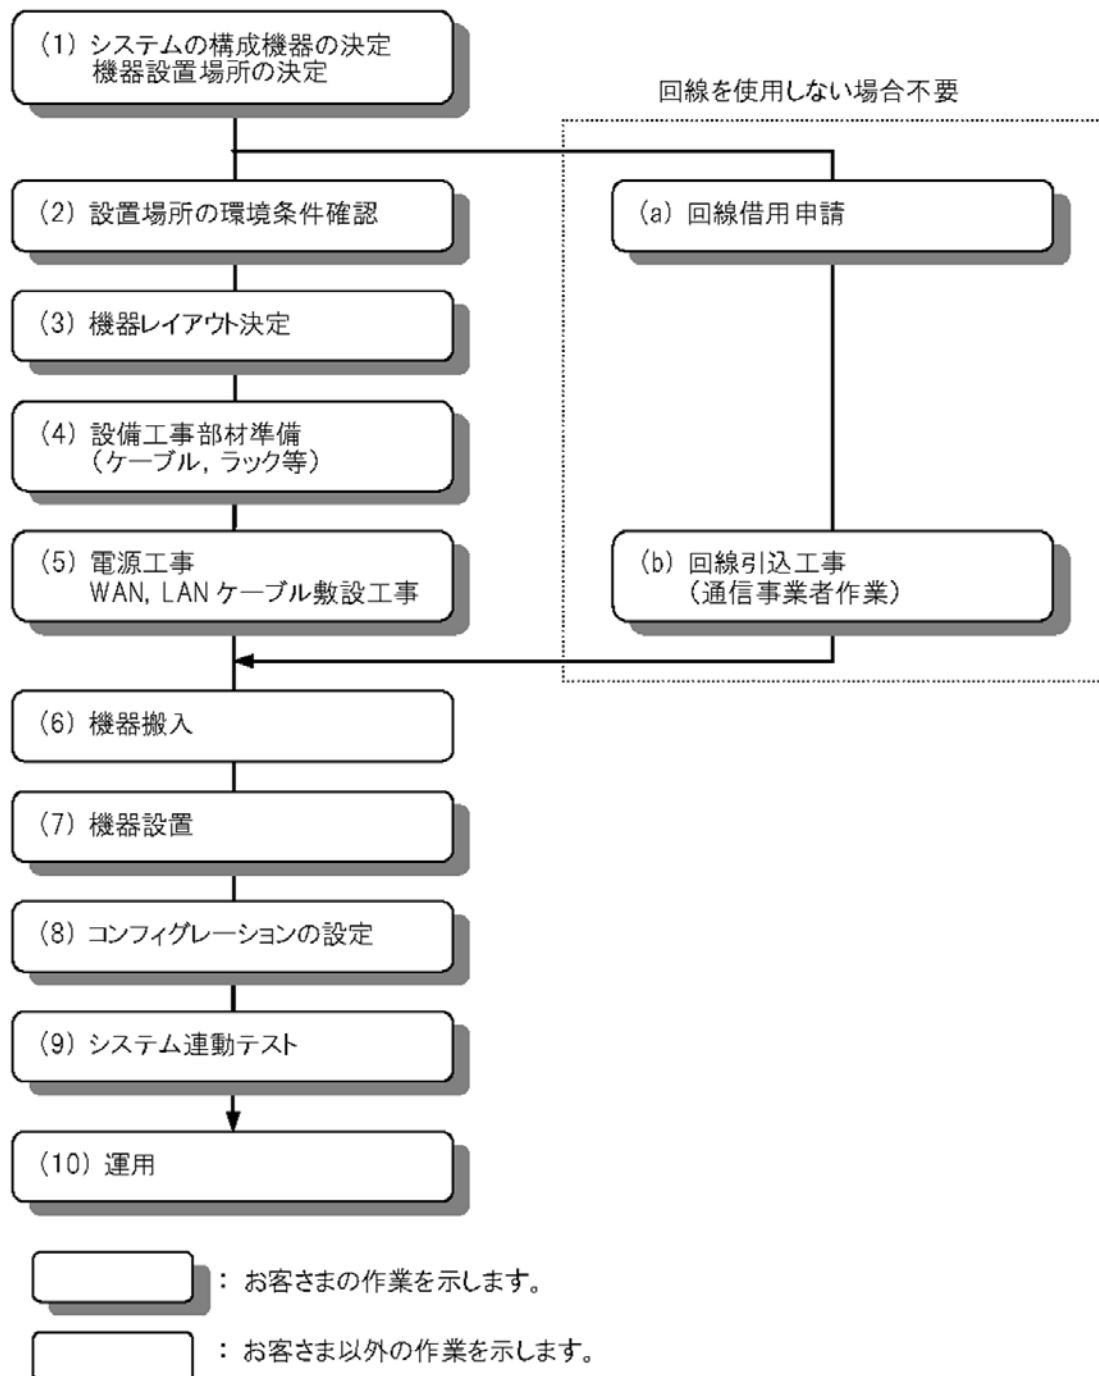 (1) システムの構成機器の決定
機器設置場所の決定
回線を使用しない場合不要
(2) 設置場所の環境条件確認
(a) 回線借用申請
(3) 機器レイアウト決定
(4) 設備工事部材準備
(ケーブル, ラック等)
(5) 電源工事
WAN, LAN ケーブル敷設工事
(b) 回線引込工事
(通信事業者作業)
(6) 機器搬入
(7) 機器設置
(8) コンフィグレーションの設定
(9) システム連動テスト
(10) 運用
: お客さまの作業を示します。
: お客さま以外の作業を示します。